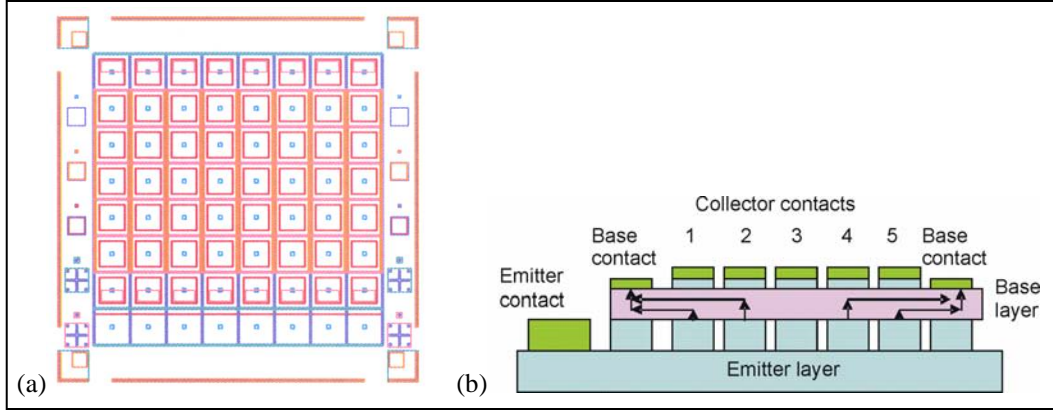 (a)
Collector contacts
Base
contact
1 2 3 4 5
Base
contact
Emitter
contact
Base
layer
Emitter layer
(b)